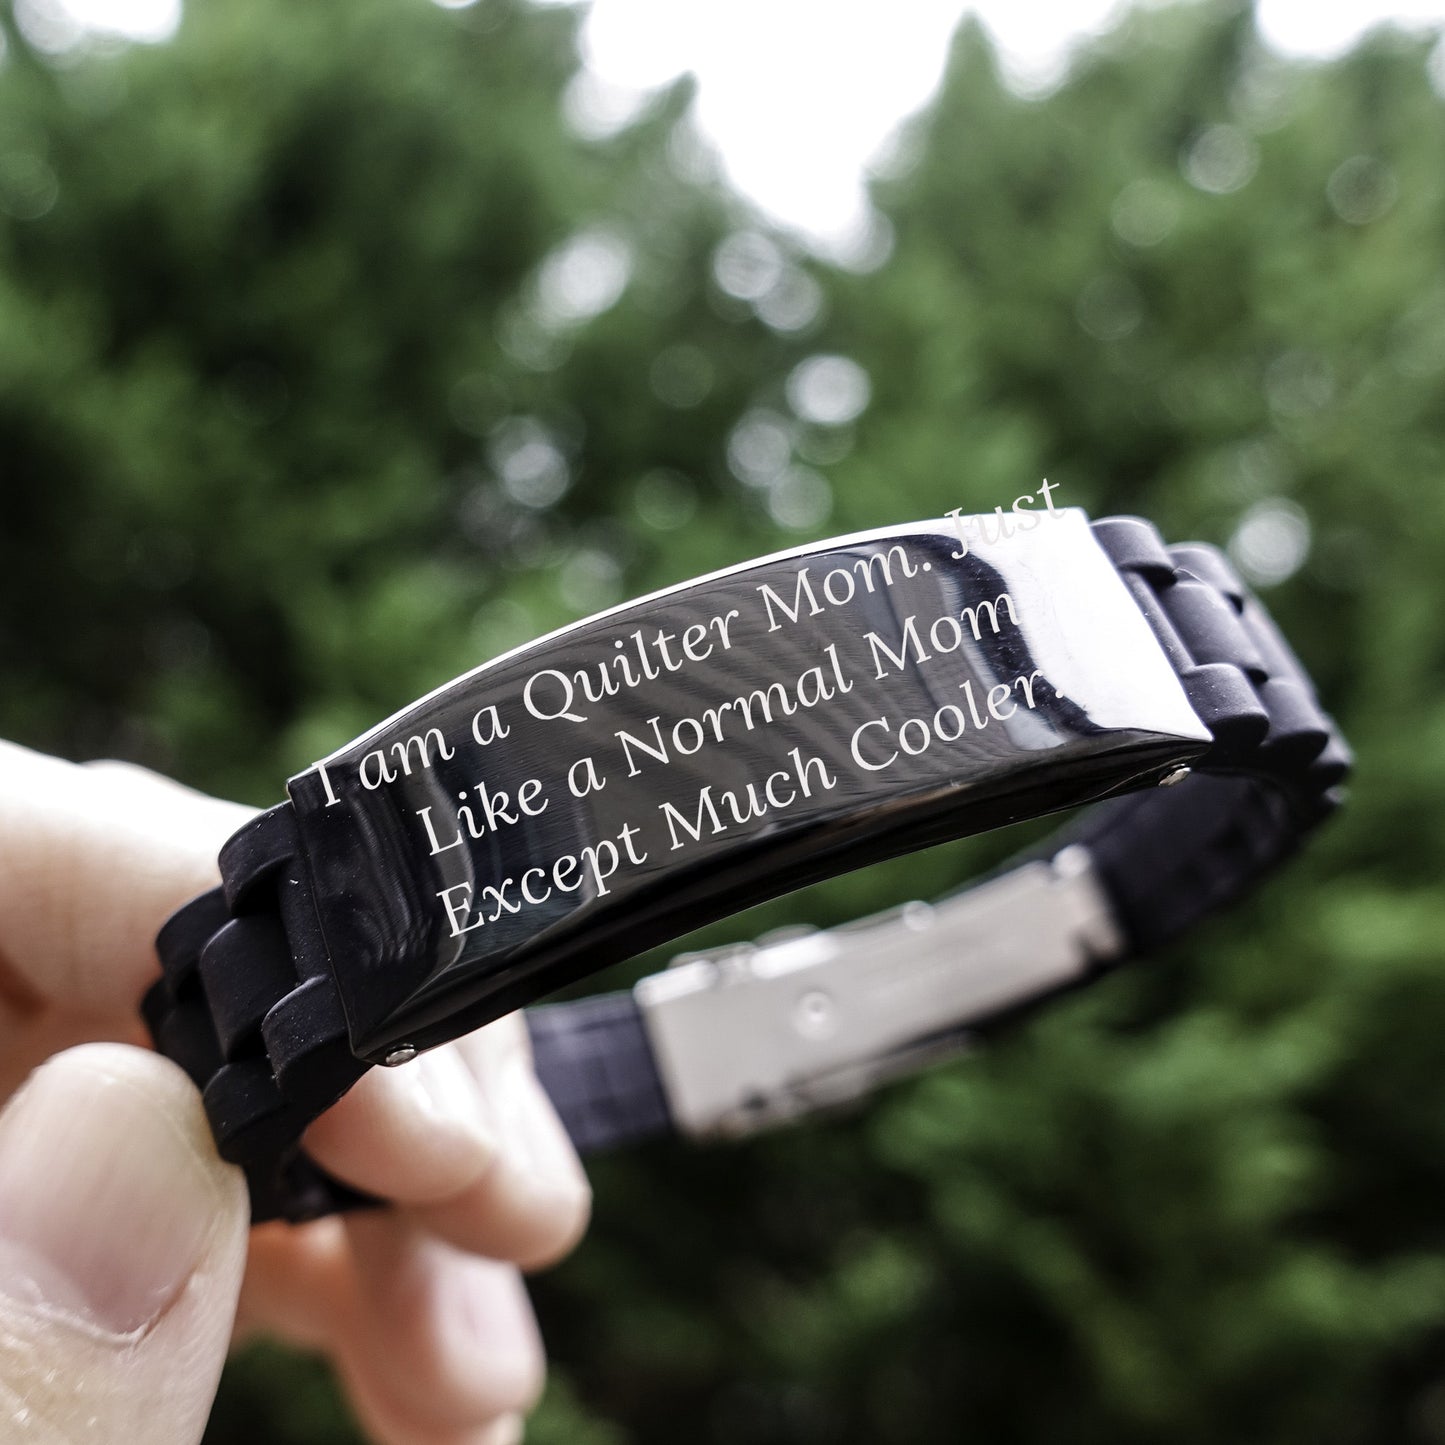 I am a Quilter Mom. Just
Like a Normal Mom
Except Much Cooler.